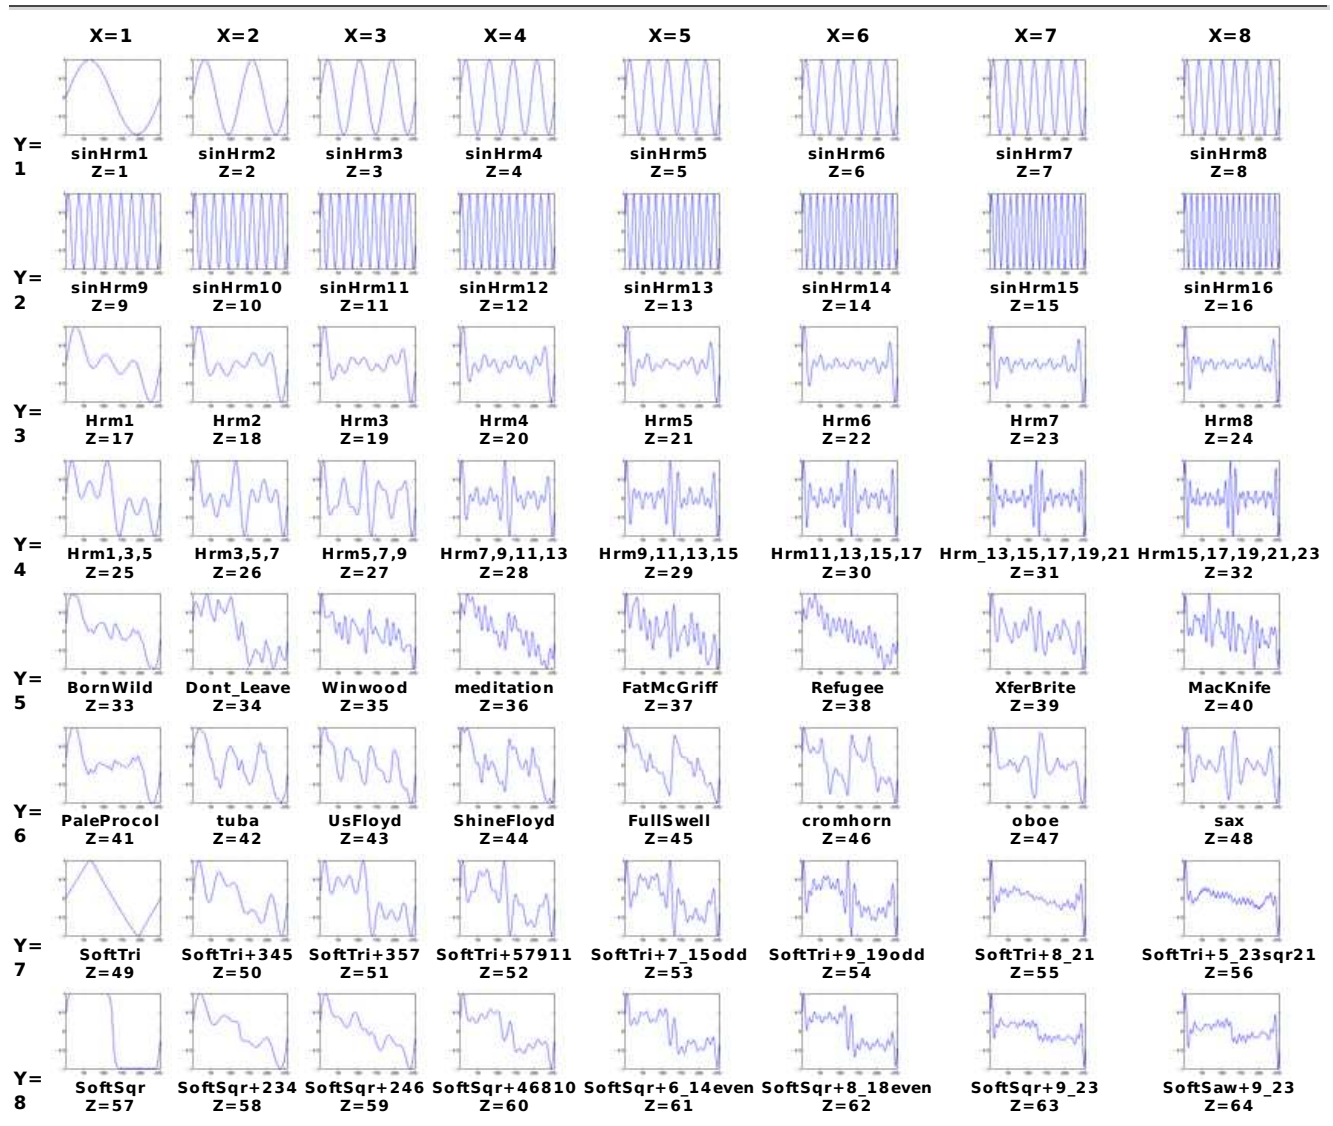 X=1 X=2 X=3 X=4 X=5 X=6 X=7 X=8
Y=
1
sinHrm1 sinHrm2 sinHrm3 sinHrm4 sinHrm5 sinHrm6 sinHrm7 sinHrm8
Z=1 Z=2 Z=3 Z=4 Z=5 Z=6 Z=7 Z=8
Y=
2
sinHrm9 sinHrm10 sinHrm11 sinHrm12 sinHrm13 sinHrm14 sinHrm15 sinHrm16
Z=9 Z=10 Z=11 Z=12 Z=13 Z=14 Z=15 Z=16
Y=
3
Hrm1 Hrm2 Hrm3 Hrm4 Hrm5 Hrm6 Hrm7 Hrm8
Z=17 Z=18 Z=19 Z=20 Z=21 Z=22 Z=23 Z=24
Y=
4
Hrm1,3,5 Hrm3,5,7 Hrm5,7,9 Hrm7,9,11,13 Hrm9,11,13,15 Hrm11,13,15,17 Hrm_13,15,17,19,21 Hrm15,17,19,21,23
Z=25 Z=26 Z=27 Z=28 Z=29 Z=30 Z=31 Z=32
Y=
5
BornWild Dont_Leave Winwood meditation FatMcGriff Refugee XferBrite MacKnife
Z=33 Z=34 Z=35 Z=36 Z=37 Z=38 Z=39 Z=40
Y=
6
PaleProcol tuba UsFloyd ShineFloyd FullSwell cromhorn oboe sax
Z=41 Z=42 Z=43 Z=44 Z=45 Z=46 Z=47 Z=48
Y=
7
SoftTri SoftTri+345 SoftTri+357 SoftTri+57911 SoftTri+7_15odd SoftTri+9_19odd SoftTri+8_21 SoftTri+5_23sqr21
Z=49 Z=50 Z=51 Z=52 Z=53 Z=54 Z=55 Z=56
Y=
8
SoftSqr SoftSqr+234 SoftSqr+246 SoftSqr+46810 SoftSqr+6_14even SoftSqr+8_18even SoftSqr+9_23 SoftSaw+9_23
Z=57 Z=58 Z=59 Z=60 Z=61 Z=62 Z=63 Z=64